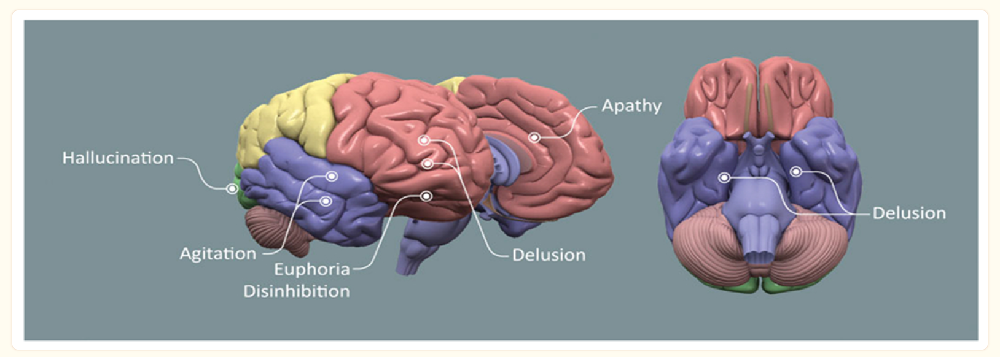 Apathy
Hallucination
Agitation
Euphoria
Disinhibition
Delusion
Delusion